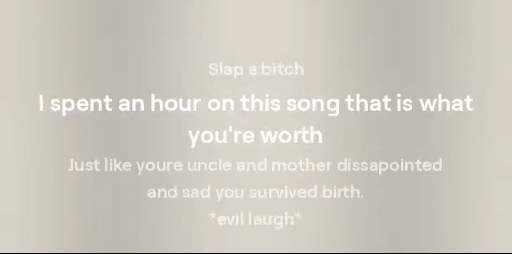 Slap a bitch
I spent an hour on this song that is what
you're worth
Just like youre uncle and mother dissapointed
and sad you survived birth.
*evil laugh*